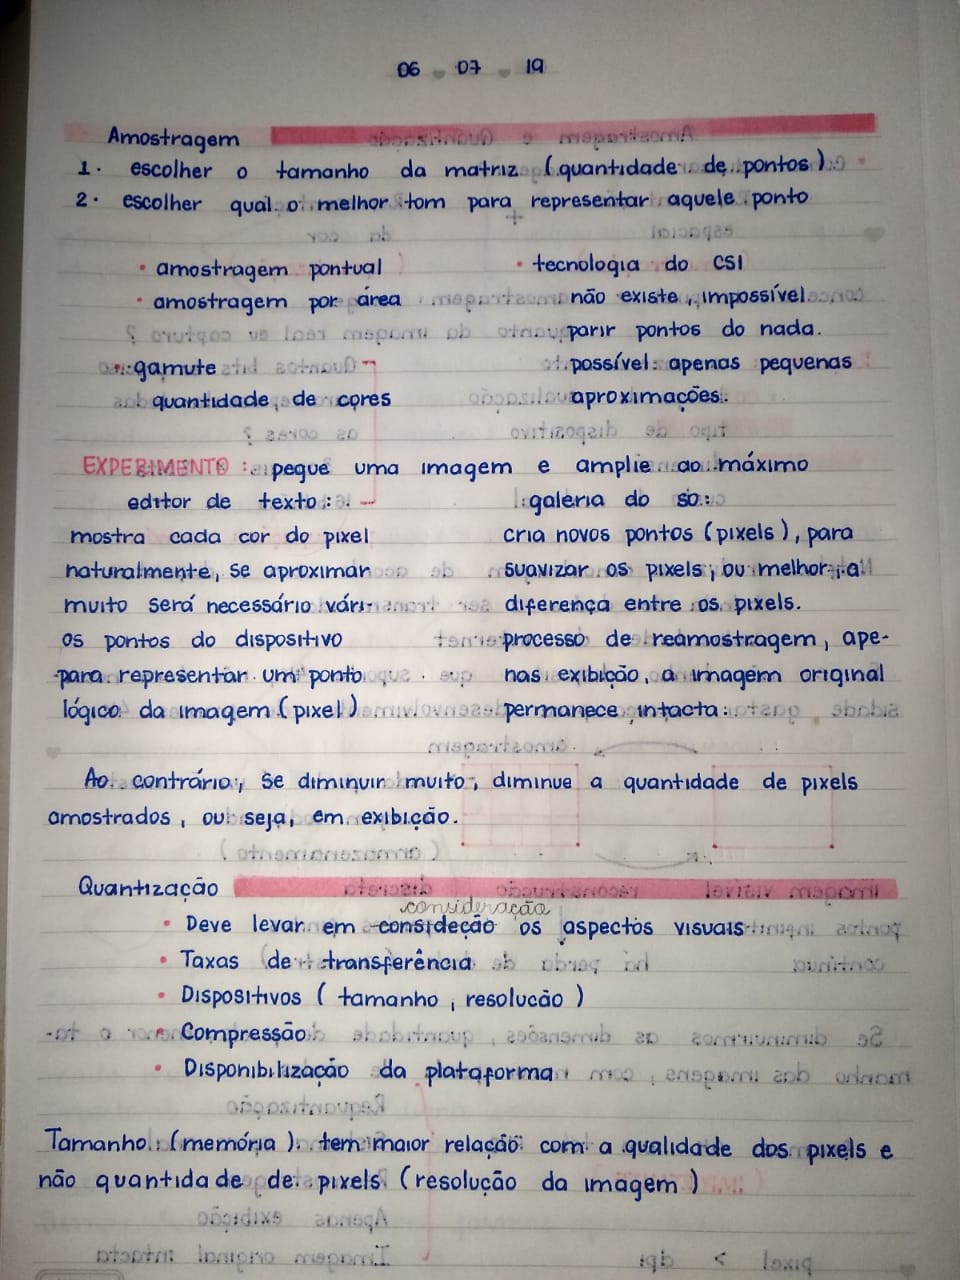 06 07 19
Amostragem
1. escolher o tamanho da matriz (quantidade de pontos)
2. escolher qual o melhor tom para representar aquele ponto
• amostragem pontual
• amostragem por área
• gamute
quantidade de cores
• tecnologia do CSI
não existe, impossível
parir pontos do nada.
possível apenas pequenas
aproximações.
EXPERIMENTO: pegue uma imagem e amplie ao máximo
editor de texto:
mostra cada cor do pixel
naturalmente, se aproximar
muito será necessário vári-
os pontos do dispositivo
para representar um ponto
lógico da imagem (pixel)
galeria do so:
cria novos pontos (pixels), para
suavizar os pixels, ou melhor, a
diferença entre os pixels.
processo de reamostragem, ape-
nas exibição, a imagem original
permanece intacta.
Ao contrário, se diminuir muito, diminue a quantidade de pixels
amostrados, ou seja, em exibição.
Quantização
consideração
• Deve levar em consideção os aspectos visuais
• Taxas de transferência
• Dispositivos (tamanho, resolucão)
• Compressão
• Disponibilização da plataforma
Tamanho (memória) tem maior relação com a qualidade dos pixels e
não quantidade de pixels (resolução da imagem)